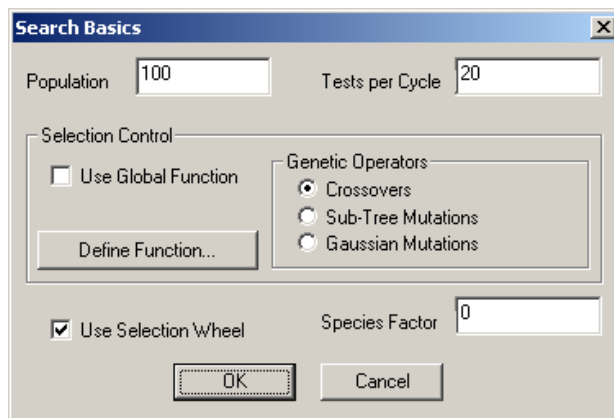 Search Basics
Population 100 Tests per Cycle 20
Selection Control
Use Global Function
Define Function...
Genetic Operators
Crossovers
Sub-Tree Mutations
Gaussian Mutations
Use Selection Wheel
Species Factor 0
OK Cancel